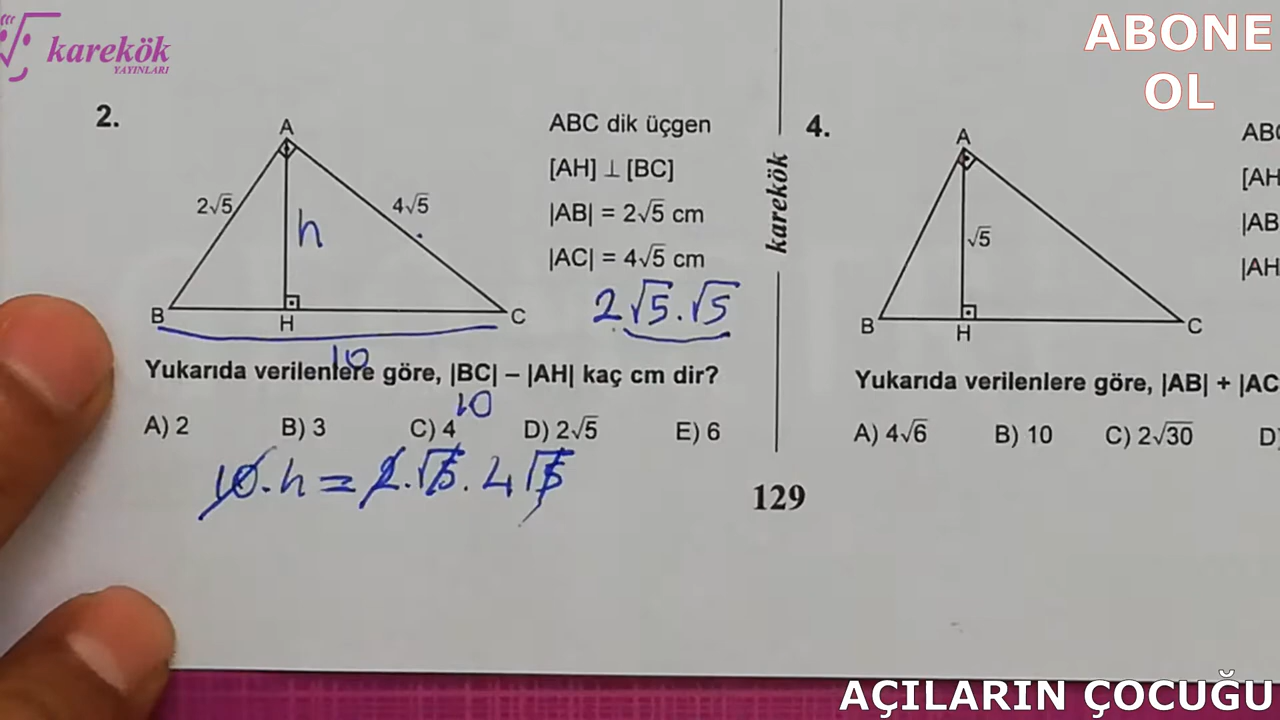 karekök
YAYINLARI
ABONE
OL
2.
A
2√5
4√5
h
B
H
C
10
ABC dik üçgen
[AH] ⊥ [BC]
|AB| = 2√5 cm
|AC| = 4√5 cm
2√5.√5
Yukarıda verilenlere göre, |BC| – |AH| kaç cm dir?
10
A) 2 B) 3 C) 4 D) 2√5 E) 6
10.h = 2.√5.4√5
karekök
129
4.
A
√5
B
H
C
ABC
[AH
|AB
|AH
Yukarıda verilenlere göre, |AB| + |AC
A) 4√6 B) 10 C) 2√30 D)
AÇILARIN ÇOCUĞU